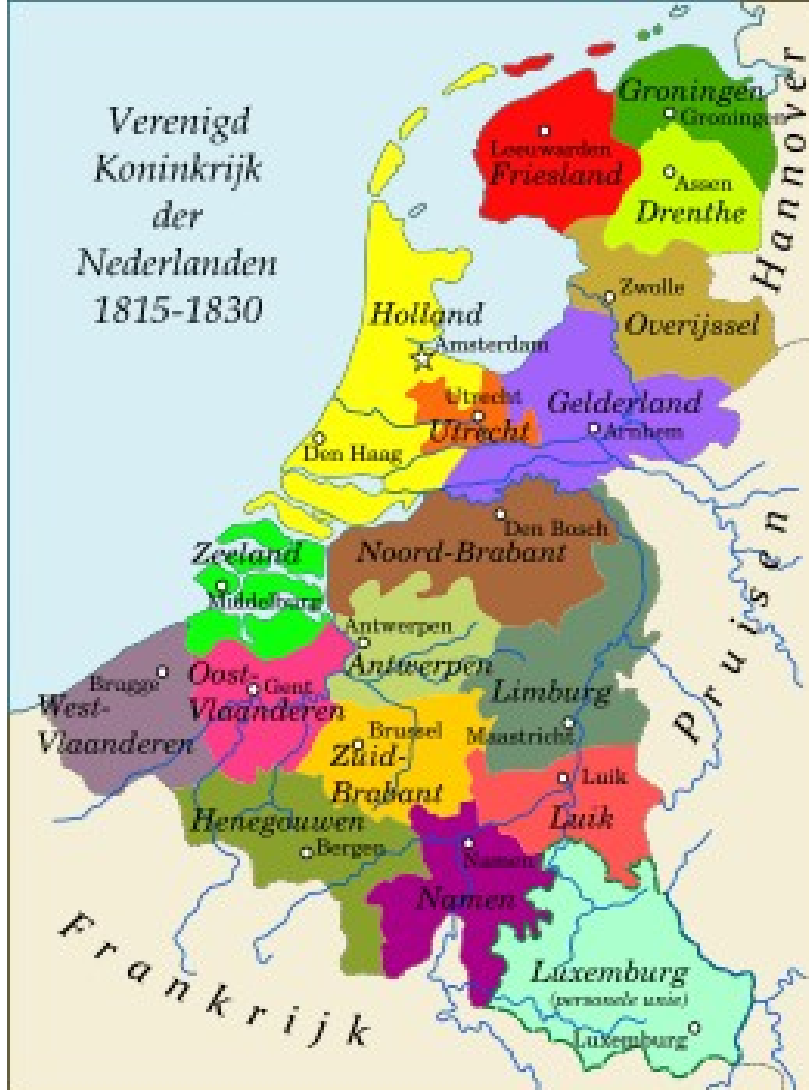 Verenigd
Koninkrijk
der
Nederlanden
1815-1830
Groningen
Groningen
Hannover
Leeuwarden
Friesland
Assen
Drenthe
Zwolle
Overijssel
Holland
Amsterdam
Utrecht
Utrecht
Gelderland
Arnhem
Den Haag
Den Bosch
Noord-Brabant
Zeeland
Middelburg
Pruisen
Antwerpen
Antwerpen
Brugge
West-
Vlaanderen
Oost-
Gent
Vlaanderen
Limburg
Maastricht
Brussel
Zuid-
Brabant
Luik
Luik
Henegouwen
Bergen
Namen
Namen
Frankrijk
Luxemburg
(personele unie)
Luxemburg